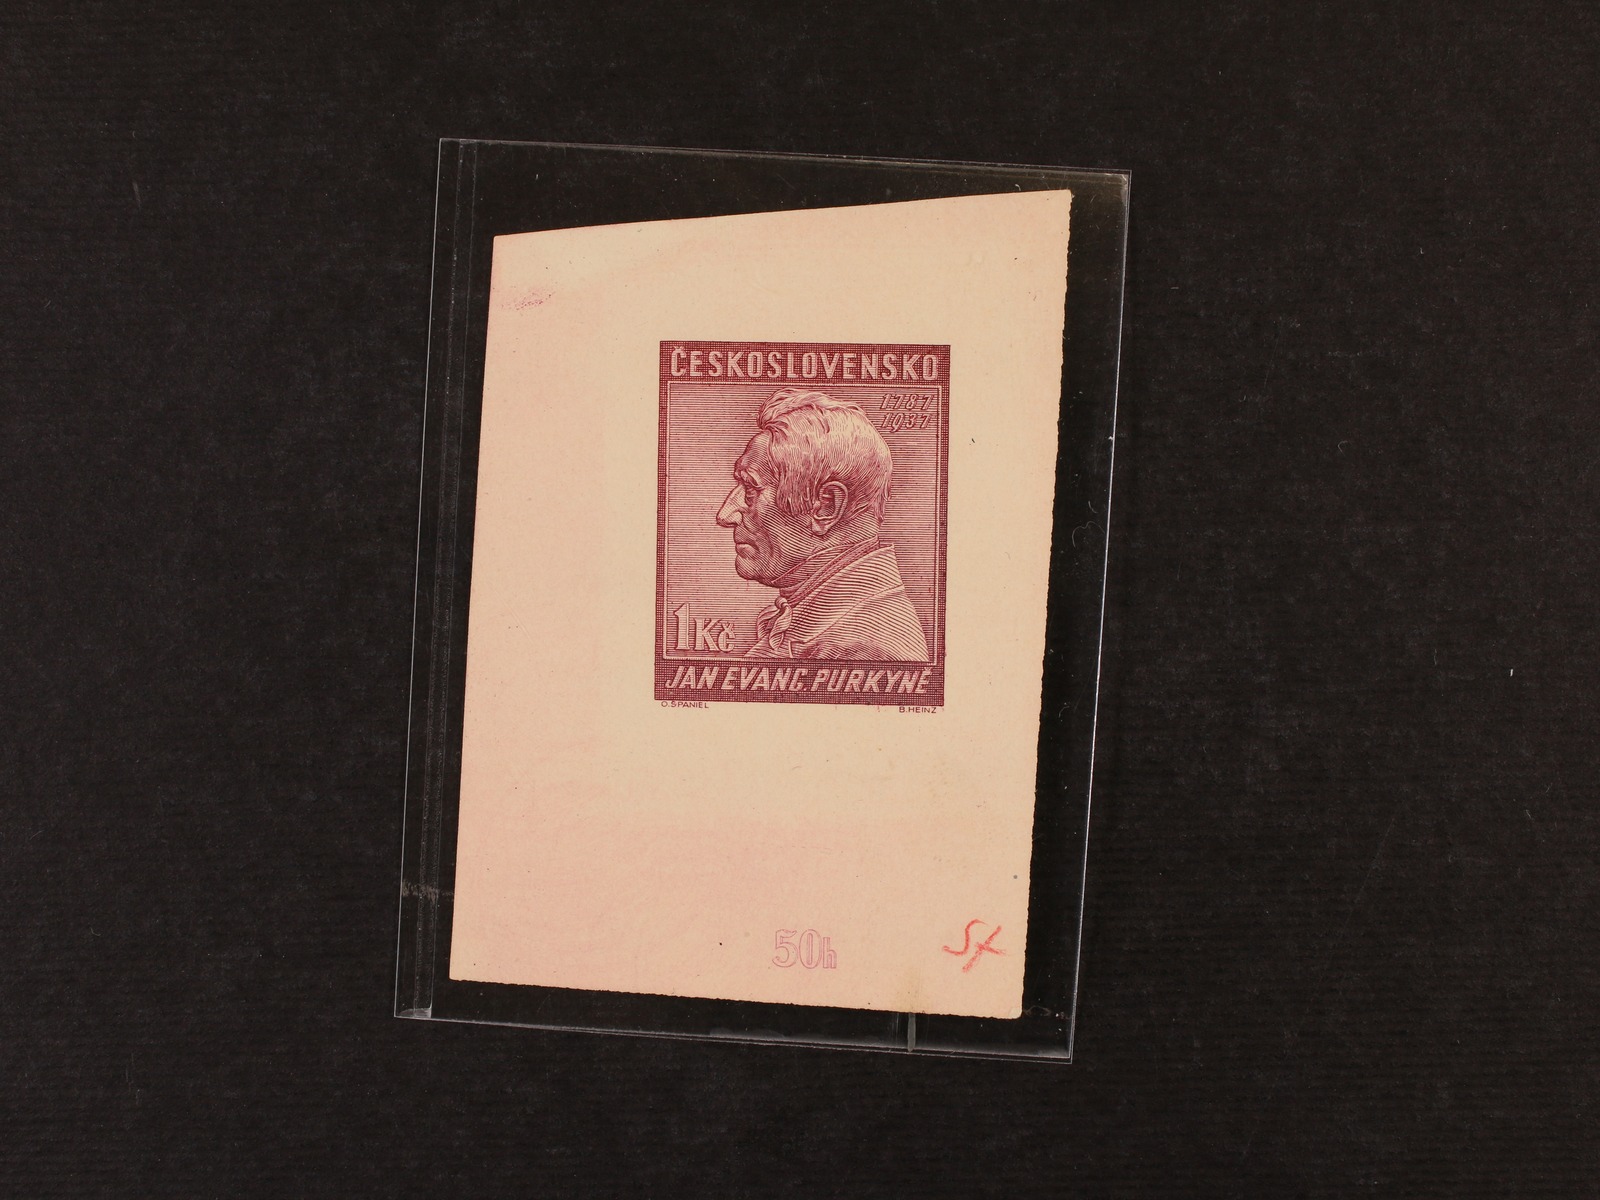 ČESKOSLOVENSKO
1787
1937
1Kč
JAN EVANG. PURKYNĚ
O.ŠPANIEL B.HEINZ
50h